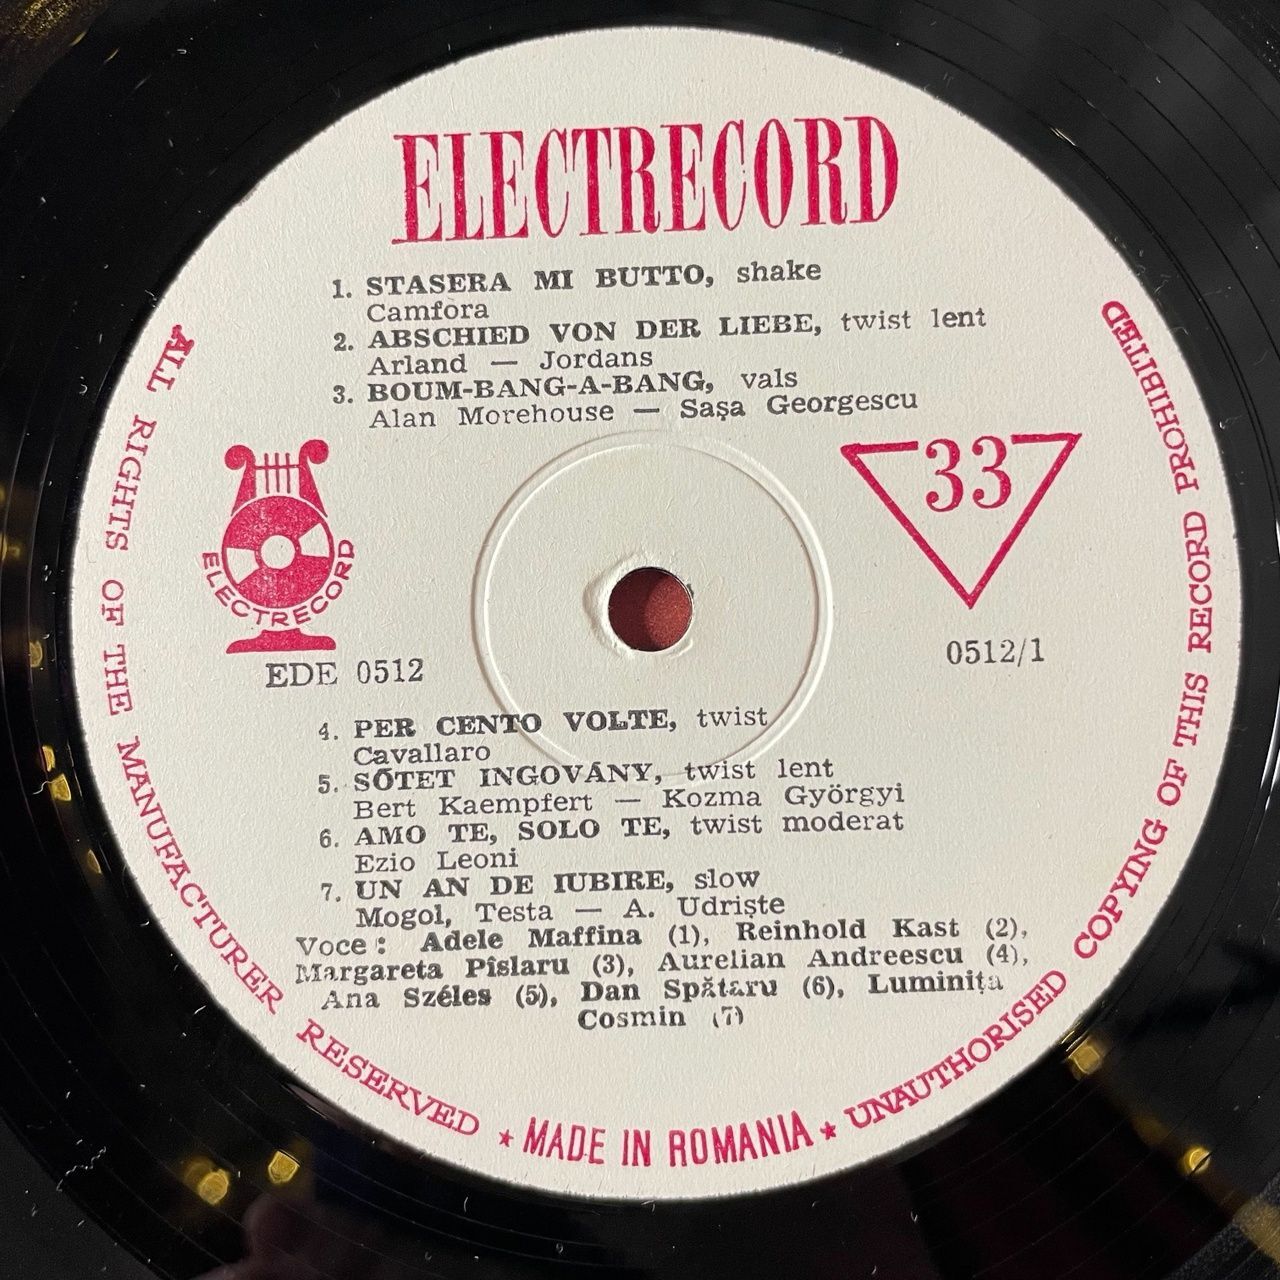 ELECTRECORD
1. STASERA MI BUTTO, shake
Camfora
2. ABSCHIED VON DER LIEBE, twist lent
Arland — Jordans
3. BOUM-BANG-A-BANG, vals
Alan Morehouse — Sașa Georgescu
33
ELECTRECORD
EDE 0512
0512/1
4. PER CENTO VOLTE, twist
Cavallaro
5. SÖTET INGOVÁNY, twist lent
Bert Kaempfert — Kozma Györgyi
6. AMO TE, SOLO TE, twist moderat
Ezio Leoni
7. UN AN DE IUBIRE, slow
Mogol, Testa — A. Udriște
Voce: Adele Maffina (1), Reinhold Kast (2),
Margareta Pîslaru (3), Aurelian Andreescu (4),
Ana Széles (5), Dan Spătaru (6), Luminița
Cosmin (7)
ALL RIGHTS OF THE MANUFACTURER RESERVED ★ MADE IN ROMANIA ★ UNAUTHORISED COPYING OF THIS RECORD PROHIBITED